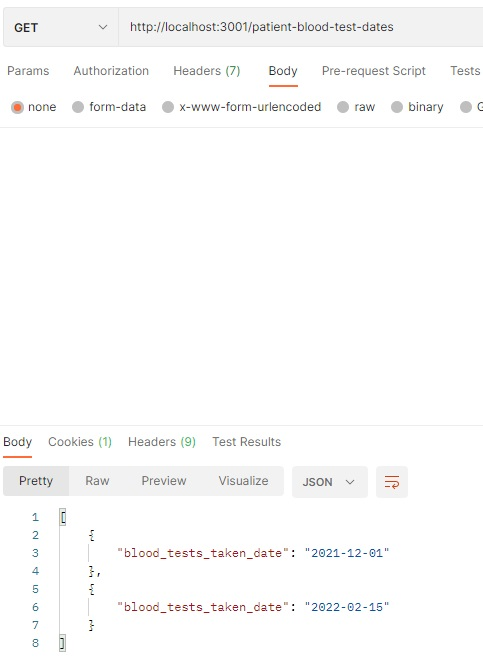 GET http://localhost:3001/patient-blood-test-dates
Params Authorization Headers (7) Body Pre-request Script Tests
none form-data x-www-form-urlencoded raw binary
Body Cookies (1) Headers (9) Test Results
Pretty Raw Preview Visualize JSON
1 [
2 {
3 "blood_tests_taken_date": "2021-12-01"
4 },
5 {
6 "blood_tests_taken_date": "2022-02-15"
7 }
8 ]